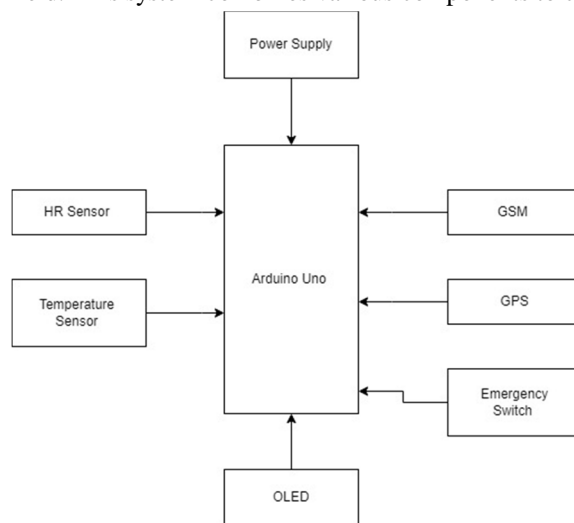 Power Supply
HR Sensor
GSM
Temperature
Sensor
Arduino Uno
GPS
Emergency
Switch
OLED